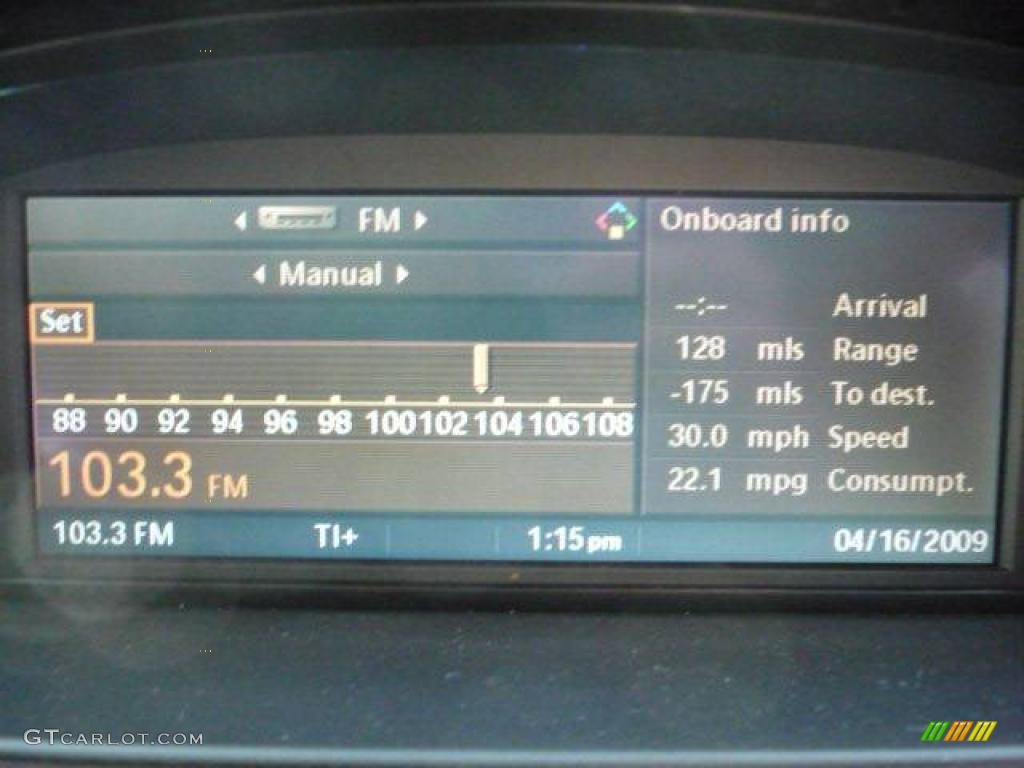 FM
Manual
Set
88 90 92 94 96 98 100 102 104 106 108
103.3 FM
103.3 FM TI+ 1:15 pm
Onboard info
--:-- Arrival
128 mls Range
-175 mls To dest.
30.0 mph Speed
22.1 mpg Consumpt.
04/16/2009
GTCARLOT.COM